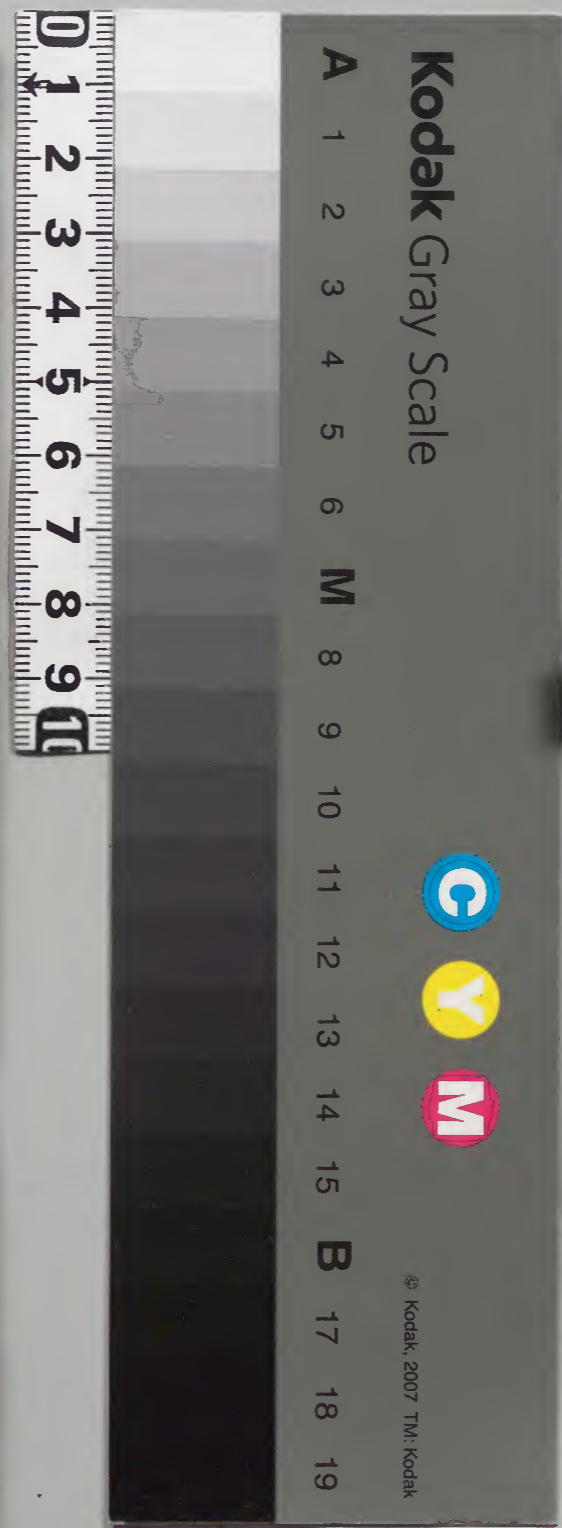 Kodak Gray Scale
A 1 2 3 4 5 6 M 8 9 10 11 12 13 14 15 B 17 18 19
C Y M
© Kodak, 2007 TM: Kodak
0 1 2 3 4 5 6 7 8 9 10